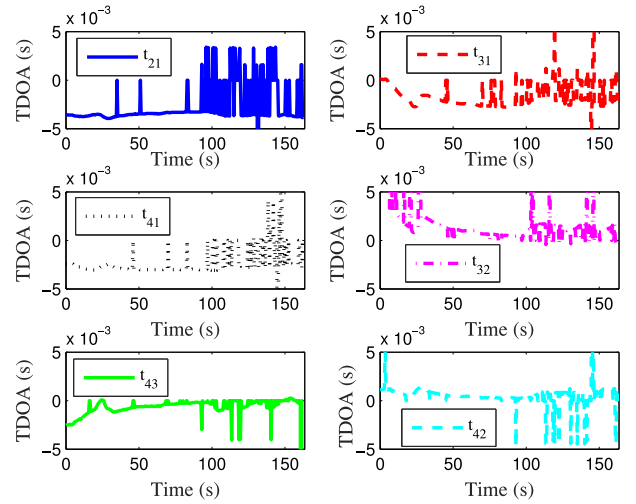 x 10⁻³
5
0
-5
TDOA (s)
t₂₁
0 50 100 150
Time (s)
x 10⁻³
5
0
-5
TDOA (s)
t₃₁
0 50 100 150
Time (s)
x 10⁻³
5
0
-5
TDOA (s)
t₄₁
0 50 100 150
Time (s)
x 10⁻³
5
0
-5
TDOA (s)
t₃₂
0 50 100 150
Time (s)
x 10⁻³
5
0
-5
TDOA (s)
t₄₃
0 50 100 150
Time (s)
x 10⁻³
5
0
-5
TDOA (s)
t₄₂
0 50 100 150
Time (s)